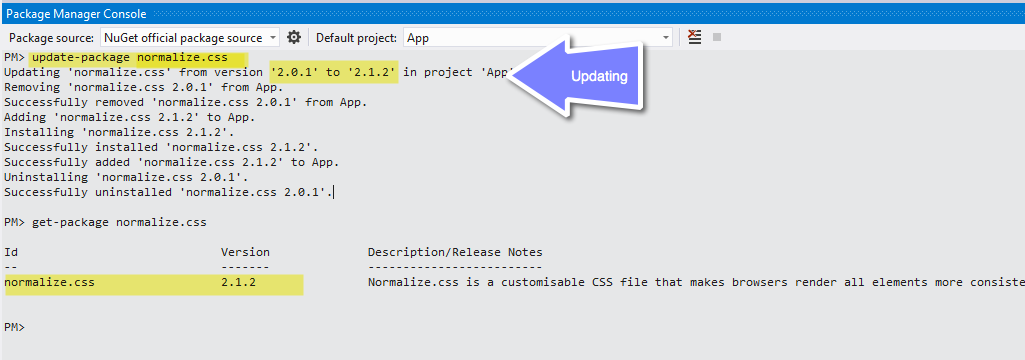 Package Manager Console
Package source: NuGet official package source Default project: App
PM> update-package normalize.css
Updating 'normalize.css' from version '2.0.1' to '2.1.2' in project 'App'
Updating
Removing 'normalize.css 2.0.1' from App.
Successfully removed 'normalize.css 2.0.1' from App.
Adding 'normalize.css 2.1.2' to App.
Installing 'normalize.css 2.1.2'.
Successfully installed 'normalize.css 2.1.2'.
Successfully added 'normalize.css 2.1.2' to App.
Uninstalling 'normalize.css 2.0.1'.
Successfully uninstalled 'normalize.css 2.0.1'.
PM> get-package normalize.css
Id Version Description/Release Notes
-- ------- -------------------------
normalize.css 2.1.2 Normalize.css is a customisable CSS file that makes browsers render all elements more consiste
PM>